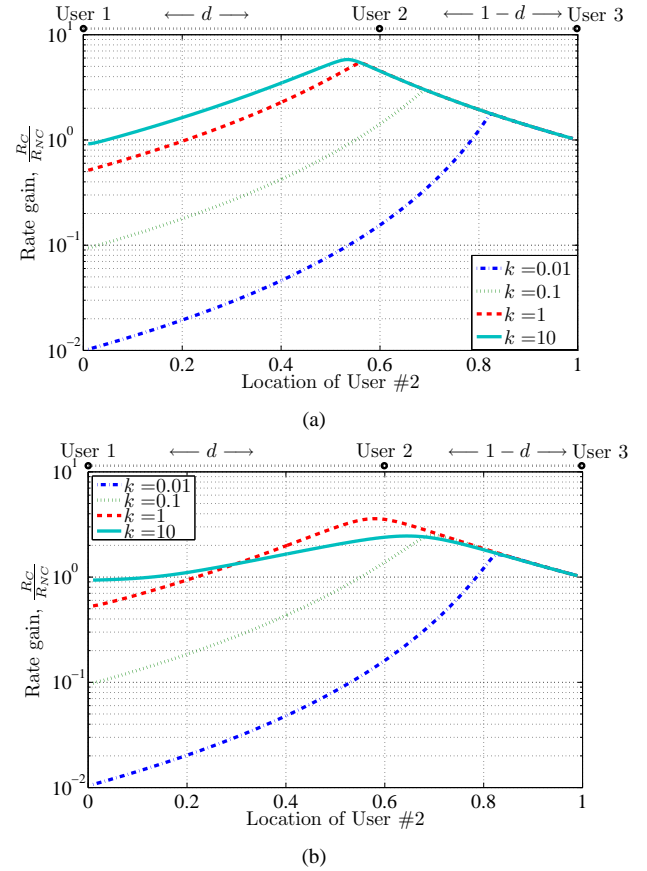 User 1 ⟵ d ⟶ User 2 ⟵ 1 − d ⟶ User 3
10^1
10^0
10^−1
10^−2
Rate gain, R_C/R_NC
k =0.01
k =0.1
k =1
k =10
0 0.2 0.4 0.6 0.8 1
Location of User #2
(a)
User 1 ⟵ d ⟶ User 2 ⟵ 1 − d ⟶ User 3
10^1
10^0
10^−1
10^−2
Rate gain, R_C/R_NC
k =0.01
k =0.1
k =1
k =10
0 0.2 0.4 0.6 0.8 1
Location of User #2
(b)